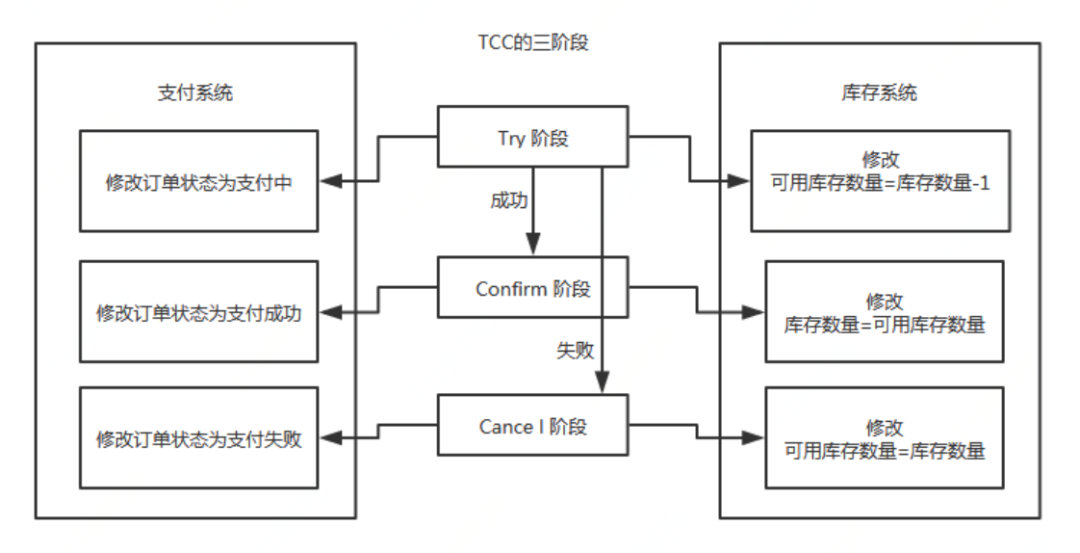 TCC的三阶段
支付系统
库存系统
Try 阶段
修改订单状态为支付中
修改
可用库存数量=库存数量-1
成功
Confirm 阶段
修改订单状态为支付成功
修改
库存数量=可用库存数量
失败
Cance l 阶段
修改订单状态为支付失败
修改
可用库存数量=库存数量